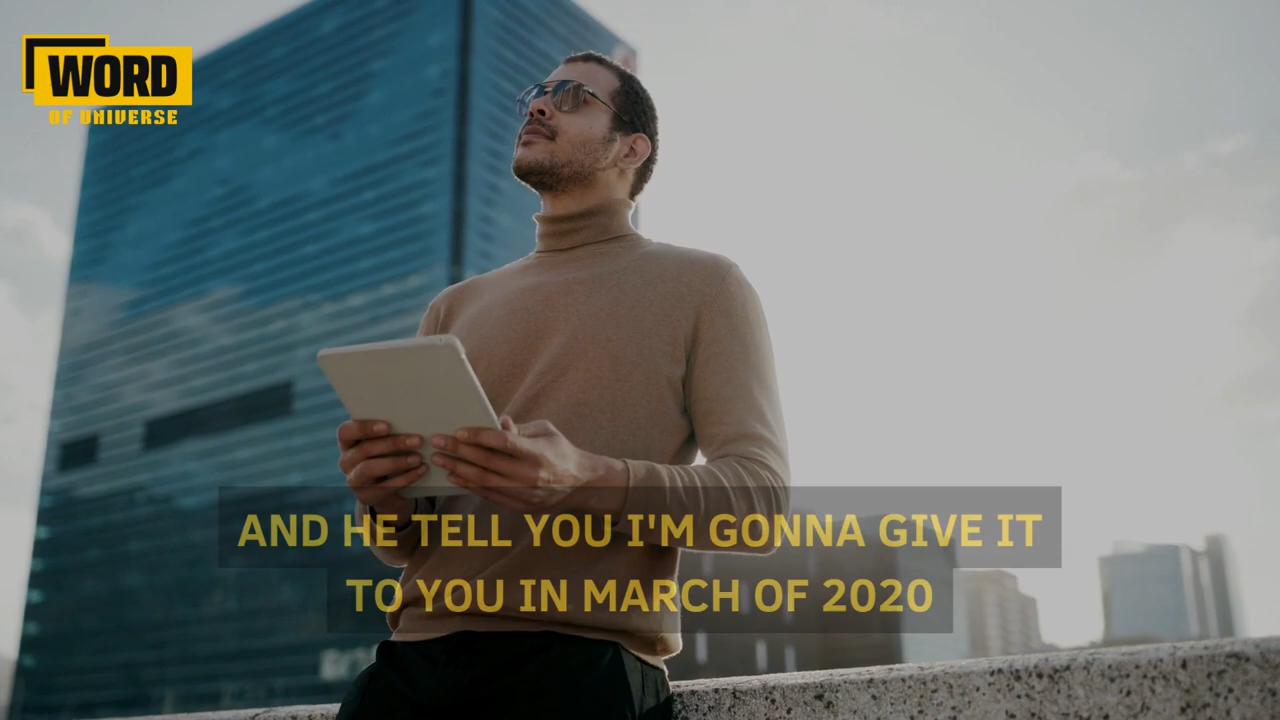 WORD
OF UNIVERSE
AND HE TELL YOU I'M GONNA GIVE IT
TO YOU IN MARCH OF 2020